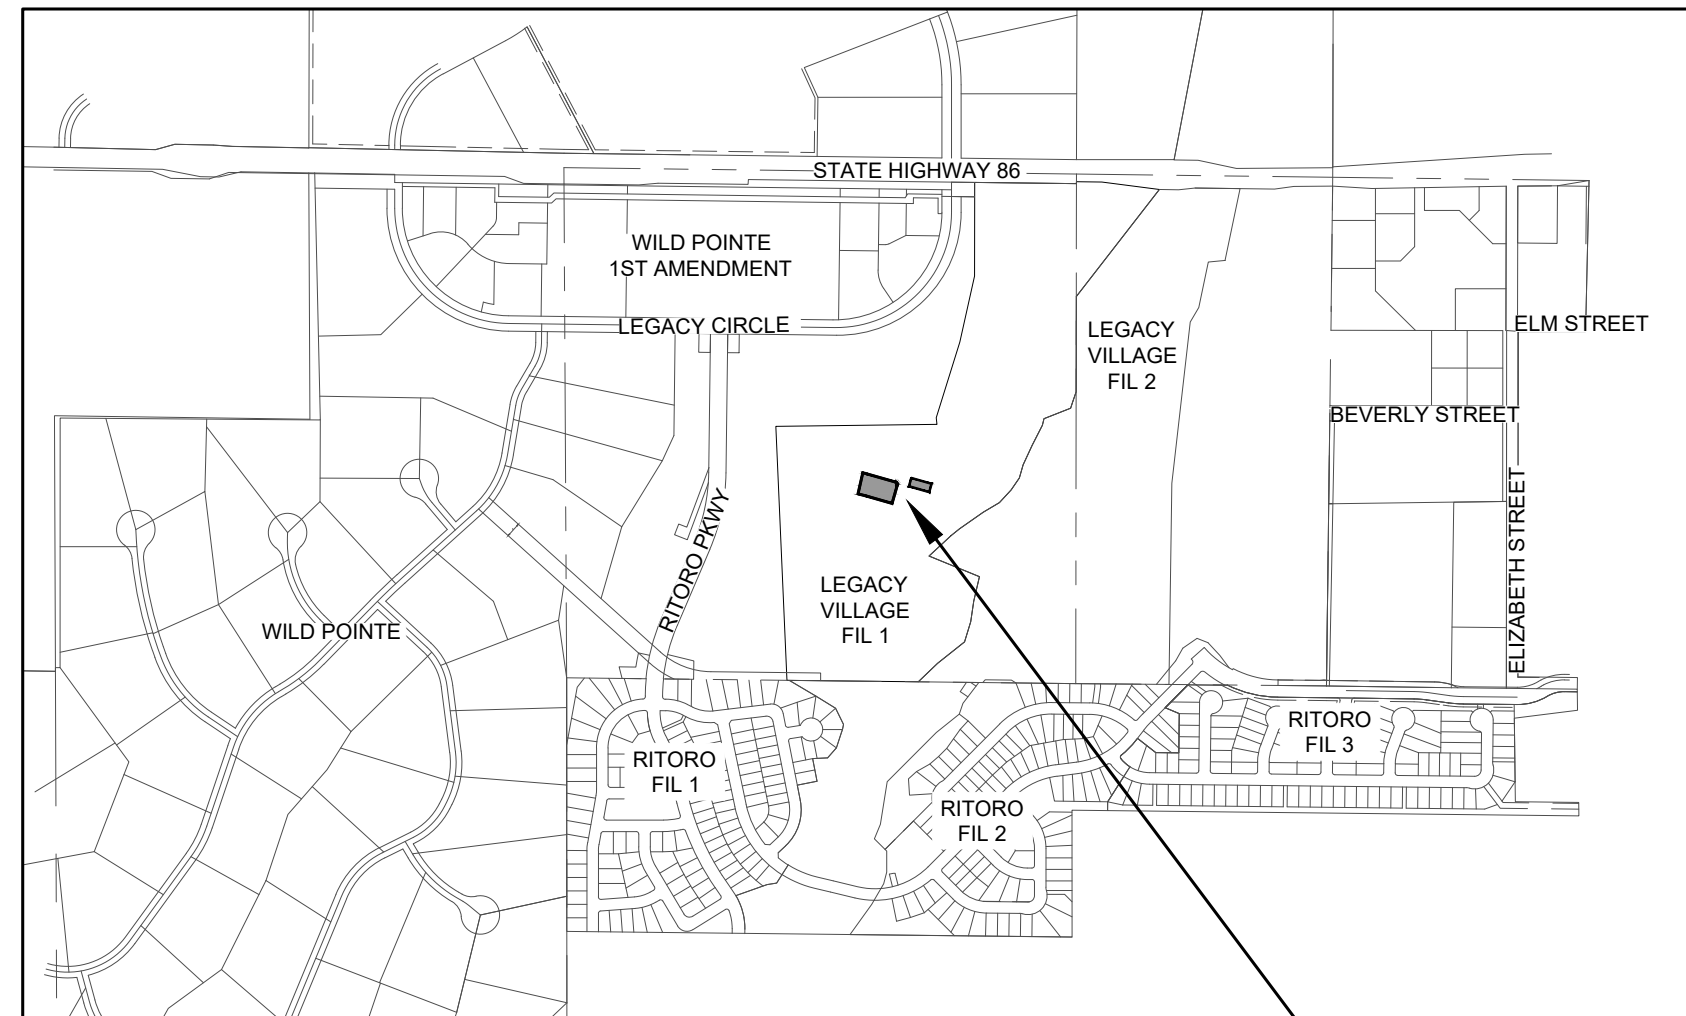 STATE HIGHWAY 86
WILD POINTE
1ST AMENDMENT
LEGACY CIRCLE
LEGACY
VILLAGE
FIL 2
ELM STREET
BEVERLY STREET
ELIZABETH STREET
RITORO PKWY
LEGACY
VILLAGE
FIL 1
WILD POINTE
RITORO
FIL 1
RITORO
FIL 2
RITORO
FIL 3